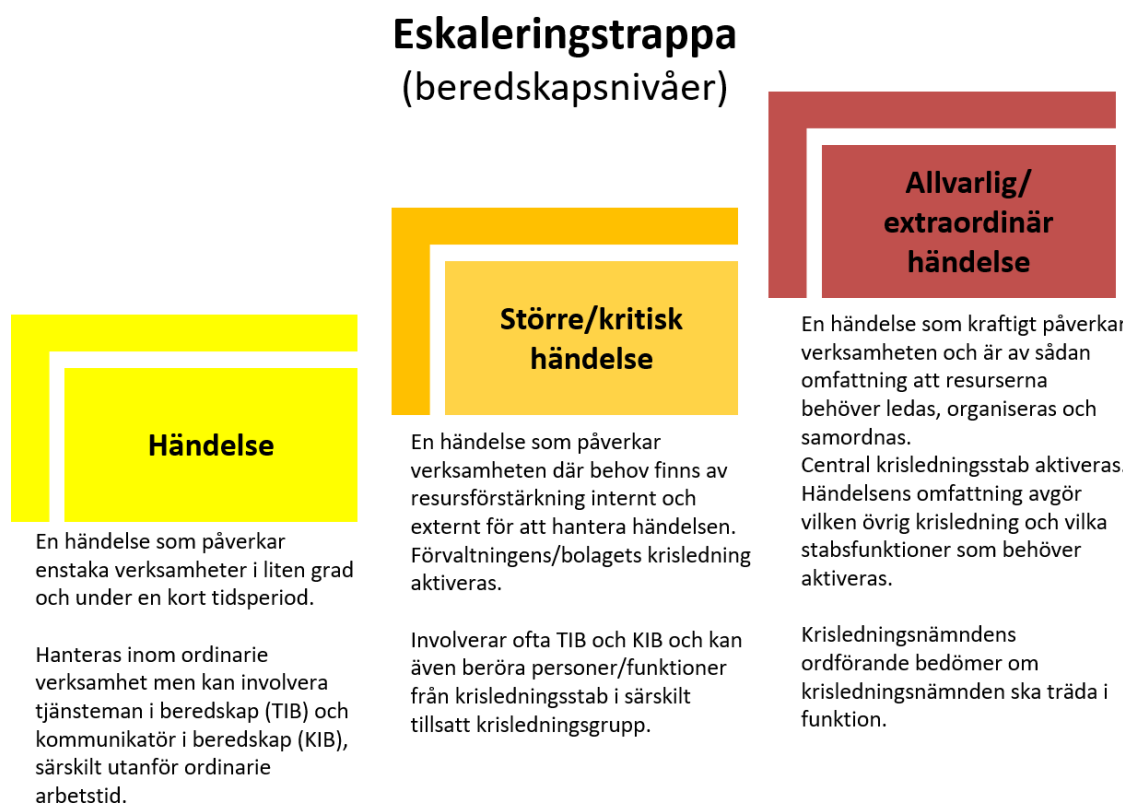 Eskaleringstrappa
(beredskapsnivåer)
Händelse
En händelse som påverkar
enstaka verksamheter i liten grad
och under en kort tidsperiod.
Hanteras inom ordinarie
verksamhet men kan involvera
tjänsteman i beredskap (TIB) och
kommunikatör i beredskap (KIB),
särskilt utanför ordinarie
arbetstid.
Större/kritisk
händelse
En händelse som påverkar
verksamheten där behov finns av
resursförstärkning internt och
externt för att hantera händelsen.
Förvaltningens/bolagets krisledning
aktiveras.
Involverar ofta TIB och KIB och kan
även beröra personer/funktioner
från krisledningsstab i särskilt
tillsatt krisledningsgrupp.
Allvarlig/
extraordinär
händelse
En händelse som kraftigt påverkar
verksamheten och är av sådan
omfattning att resurserna
behöver ledas, organiseras och
samordnas.
Central krisledningsstab aktiveras.
Händelsens omfattning avgör
vilken övrig krisledning och vilka
stabsfunktioner som behöver
aktiveras.
Krisledningsnämndens
ordförande bedömer om
krisledningsnämnden ska träda i
funktion.